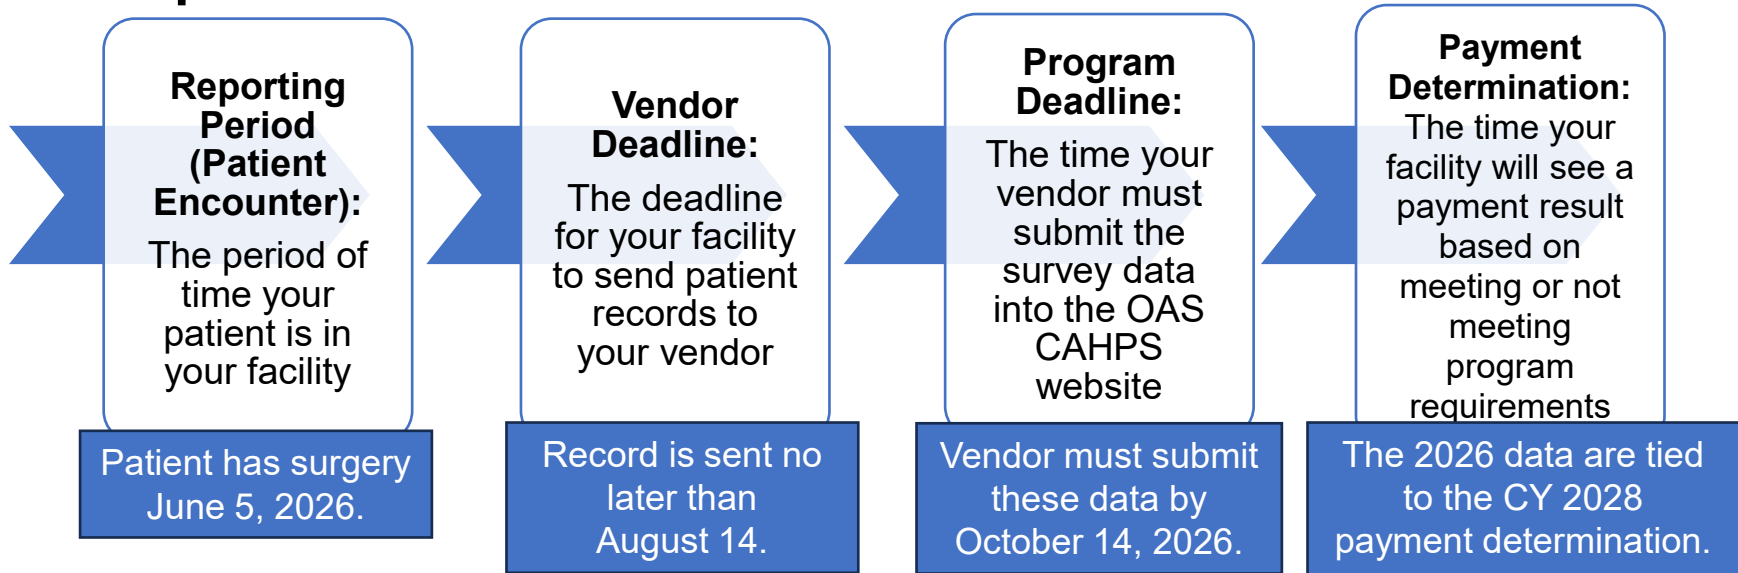 Reporting
Period
(Patient
Encounter):
The period of
time your
patient is in
your facility
Patient has surgery
June 5, 2026.
Vendor
Deadline:
The deadline
for your facility
to send patient
records to
your vendor
Record is sent no
later than
August 14.
Program
Deadline:
The time your
vendor must
submit the
survey data
into the OAS
CAHPS
website
Vendor must submit
these data by
October 14, 2026.
Payment
Determination:
The time your
facility will see a
payment result
based on
meeting or not
meeting
program
requirements
The 2026 data are tied
to the CY 2028
payment determination.